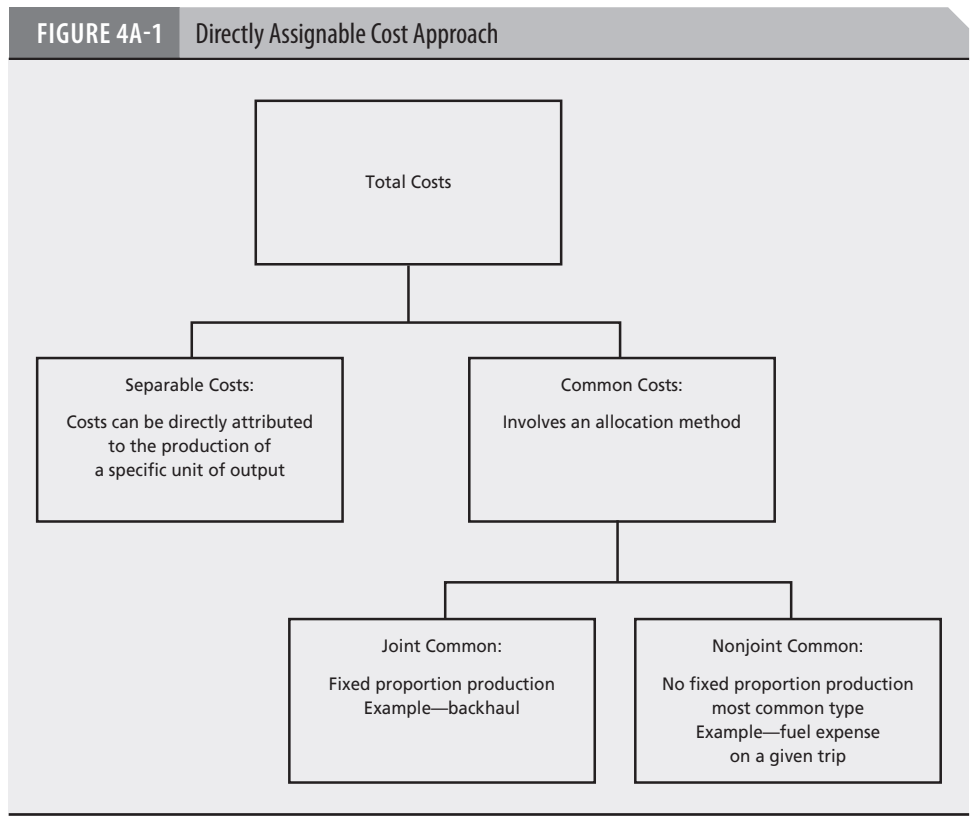 FIGURE 4A-1 Directly Assignable Cost Approach
Total Costs
Separable Costs:
Costs can be directly attributed
to the production of
a specific unit of output
Common Costs:
Involves an allocation method
Joint Common:
Fixed proportion production
Example—backhaul
Nonjoint Common:
No fixed proportion production
most common type
Example—fuel expense
on a given trip